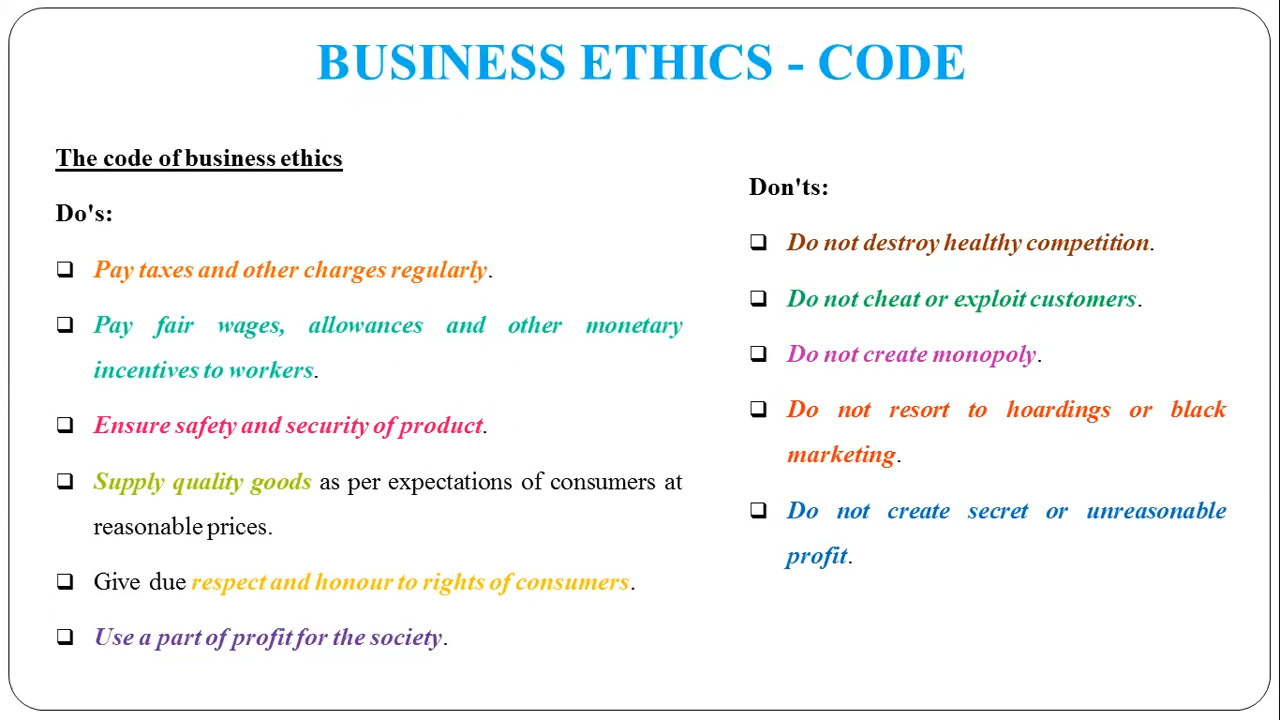 BUSINESS ETHICS - CODE
The code of business ethics
Do's:
Pay taxes and other charges regularly.
Pay fair wages, allowances and other monetary
incentives to workers.
Ensure safety and security of product.
Supply quality goods as per expectations of consumers at
reasonable prices.
Give due respect and honour to rights of consumers.
Use a part of profit for the society.
Don'ts:
Do not destroy healthy competition.
Do not cheat or exploit customers.
Do not create monopoly.
Do not resort to hoardings or black
marketing.
Do not create secret or unreasonable
profit.